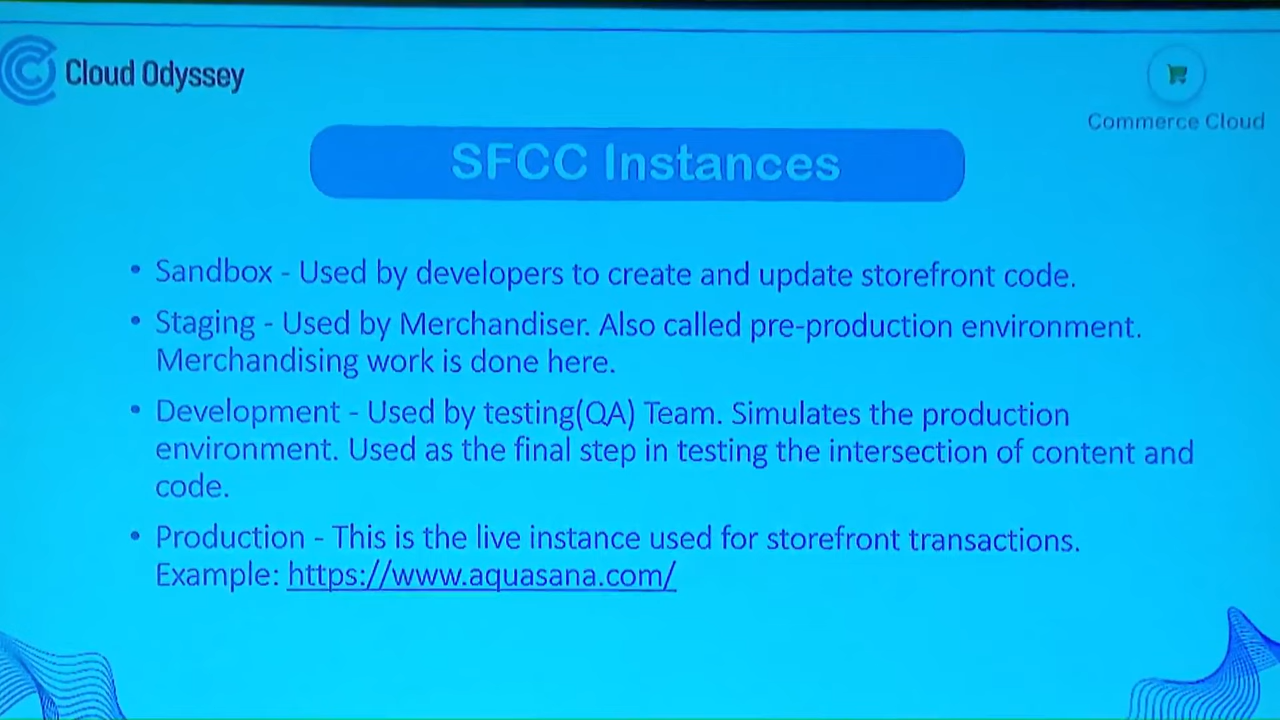 Cloud Odyssey
Commerce Cloud
SFCC Instances
• Sandbox - Used by developers to create and update storefront code.
• Staging - Used by Merchandiser. Also called pre-production environment.
Merchandising work is done here.
• Development - Used by testing(QA) Team. Simulates the production
environment. Used as the final step in testing the intersection of content and
code.
• Production - This is the live instance used for storefront transactions.
Example: https://www.aquasana.com/